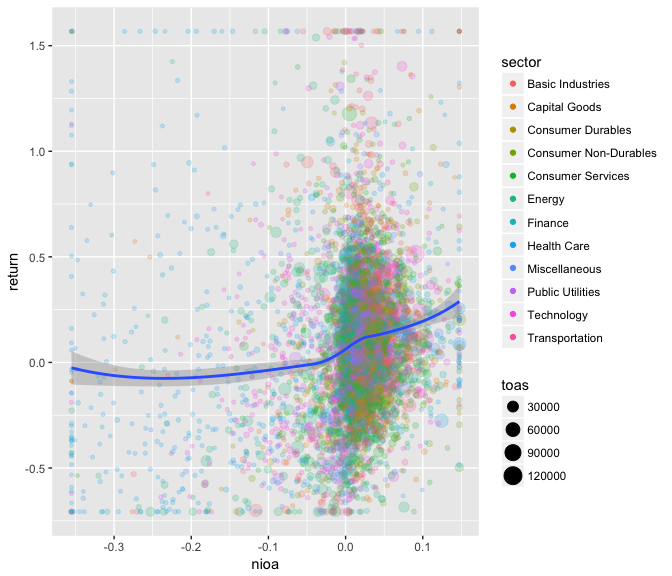 1.5
1.0
0.5
0.0
-0.5
return
-0.3
-0.2
-0.1
0.0
0.1
nioa
sector
Basic Industries
Capital Goods
Consumer Durables
Consumer Non-Durables
Consumer Services
Energy
Finance
Health Care
Miscellaneous
Public Utilities
Technology
Transportation
toas
30000
60000
90000
120000